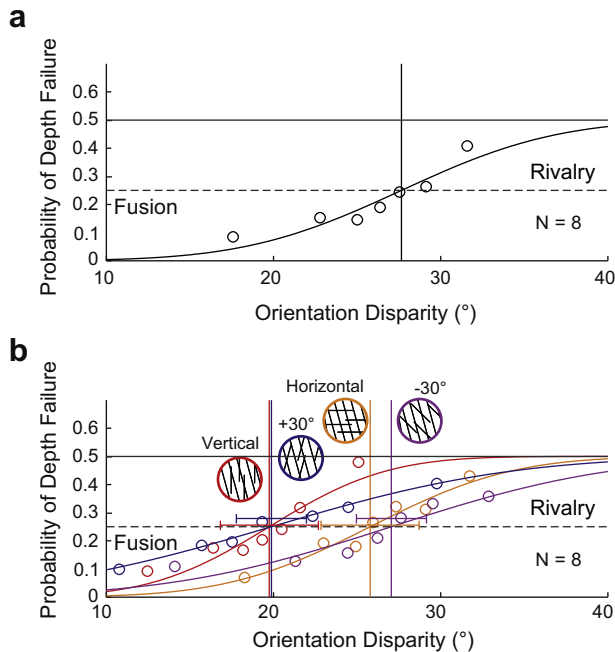 a
Probability of Depth Failure
0.6
0.5
0.4
0.3
0.2
0.1
0
Fusion
Rivalry
N = 8
10 20 30 40
Orientation Disparity (°)
b
Probability of Depth Failure
0.6
0.5
0.4
0.3
0.2
0.1
0
Vertical
+30°
Horizontal
-30°
Fusion
Rivalry
N = 8
10 20 30 40
Orientation Disparity (°)